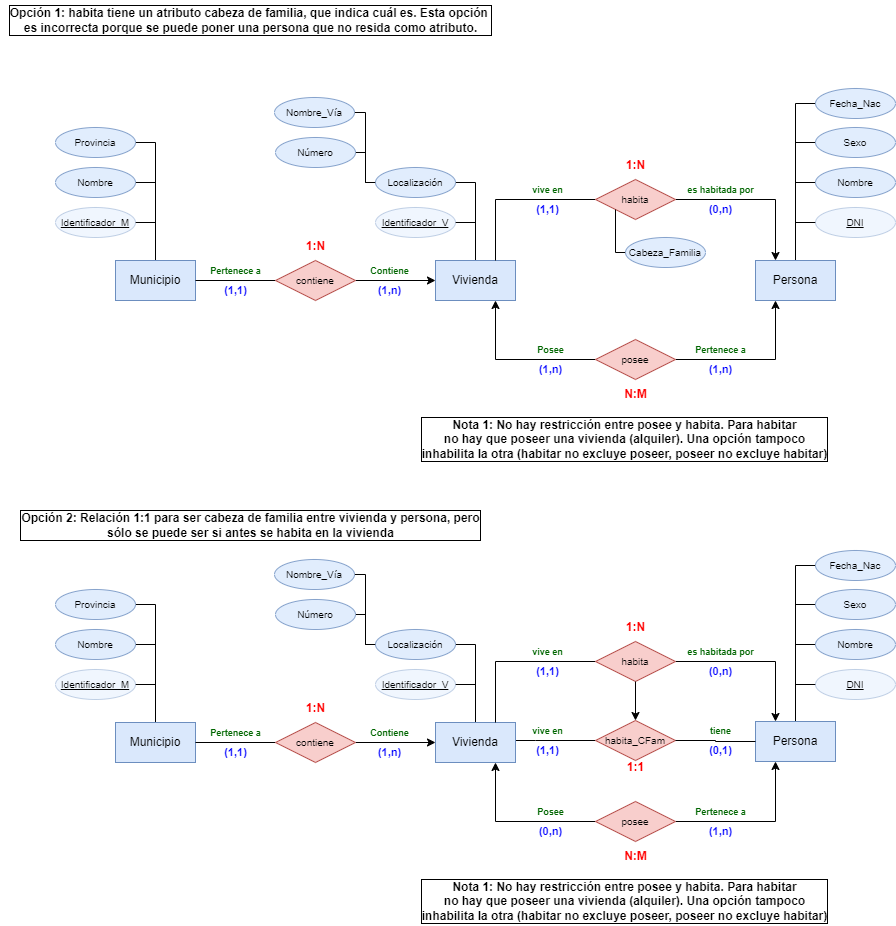 Opción 1: habita tiene un atributo cabeza de familia, que indica cuál es. Esta opción
es incorrecta porque se puede poner una persona que no resida como atributo.
Fecha_Nac
Nombre_Vía
Provincia
Número
Sexo
1:N
Nombre
Localización
vive en
habita
es habitada por
Nombre
(1,1)
(0,n)
Identificador_M
Identificador_V
DNI
1:N
Cabeza_Familia
Municipio
Pertenece a
(1,1)
contiene
Contiene
(1,n)
Vivienda
Persona
Posee
(1,n)
posee
Pertenece a
(1,n)
N:M
Nota 1: No hay restricción entre posee y habita. Para habitar
no hay que poseer una vivienda (alquiler). Una opción tampoco
inhabilita la otra (habitar no excluye poseer, poseer no excluye habitar)
Opción 2: Relación 1:1 para ser cabeza de familia entre vivienda y persona, pero
sólo se puede ser si antes se habita en la vivienda
Fecha_Nac
Nombre_Vía
Provincia
Número
Sexo
1:N
Nombre
Localización
vive en
habita
es habitada por
Nombre
(1,1)
(0,n)
Identificador_M
Identificador_V
DNI
1:N
Municipio
Pertenece a
(1,1)
contiene
Contiene
(1,n)
Vivienda
vive en
(1,1)
habita_CFam
tiene
(0,1)
Persona
1:1
Posee
(0,n)
posee
Pertenece a
(1,n)
N:M
Nota 1: No hay restricción entre posee y habita. Para habitar
no hay que poseer una vivienda (alquiler). Una opción tampoco
inhabilita la otra (habitar no excluye poseer, poseer no excluye habitar)